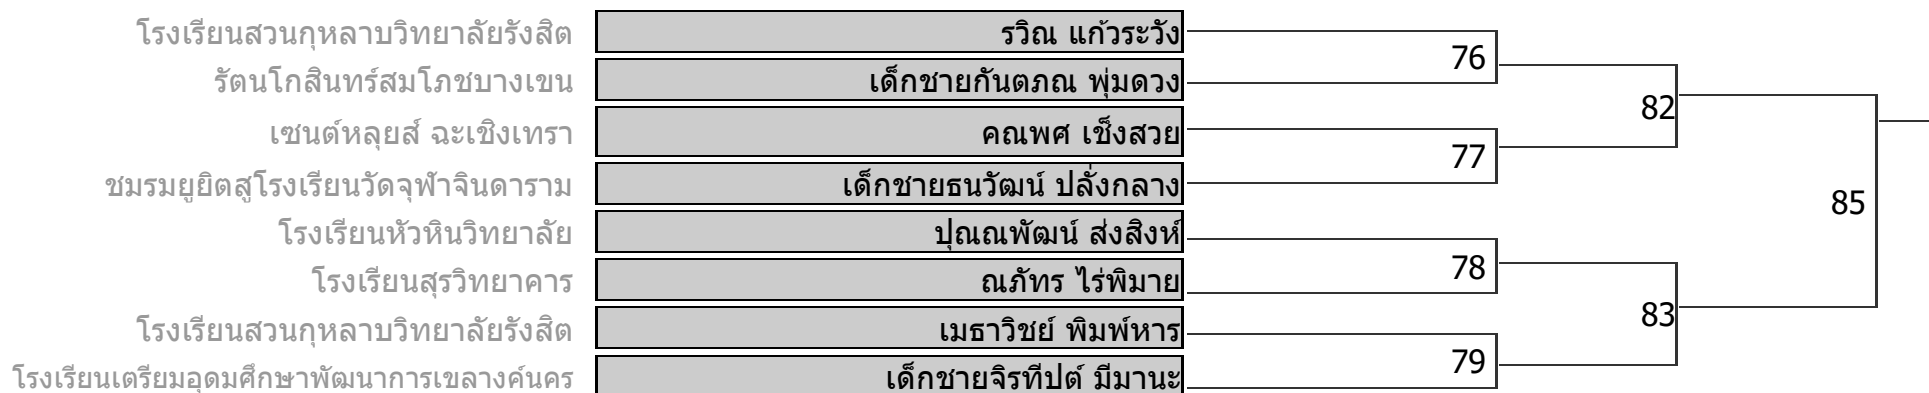 โรงเรียนสวนกุหลาบวิทยาลัยรังสิต รวิณ แก้วระวัง
76
รัตนโกสินทร์สมโภชบางเขน เด็กชายกันตภณ พุ่มดวง
82
เซนต์หลุยส์ ฉะเชิงเทรา คณพศ เซ็งสวย
77
ชมรมยูยิตสูโรงเรียนวัดจุฬาจินดาราม เด็กชายธนวัฒน์ ปลั่งกลาง
85
โรงเรียนหัวหินวิทยาลัย ปุณณพัฒน์ ส่งสิงห์
78
โรงเรียนสุรวิทยาคาร ณภัทร ไร่พิมาย
83
โรงเรียนสวนกุหลาบวิทยาลัยรังสิต เมธาวิชย์ พิมพ์หาร
79
โรงเรียนเตรียมอุดมศึกษาพัฒนาการเขลางค์นคร เด็กชายจิรทีปต์ มีมานะ